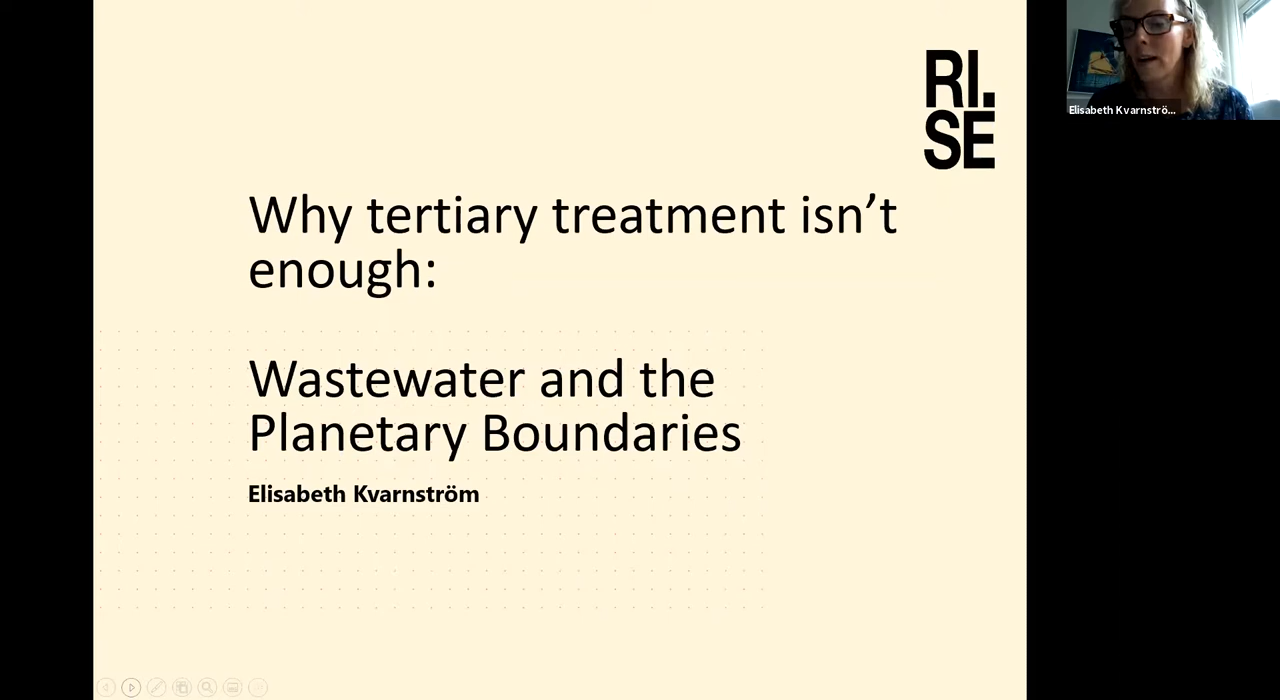 RI.
SE
Elisabeth Kvarnströ...
Why tertiary treatment isn’t
enough:
Wastewater and the
Planetary Boundaries
Elisabeth Kvarnström